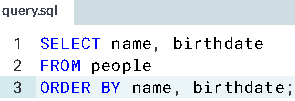 query.sql
1 SELECT name, birthdate
2 FROM people
3 ORDER BY name, birthdate;